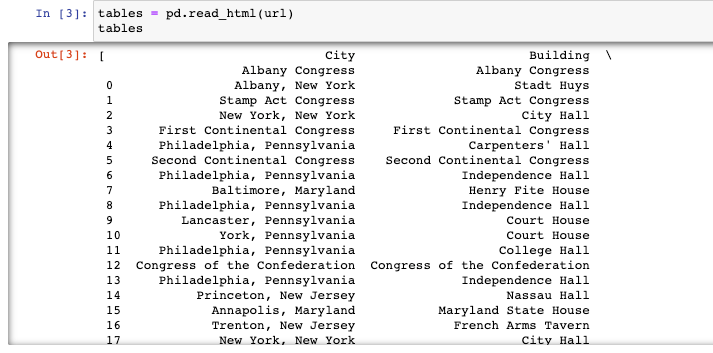 In [3]: tables = pd.read_html(url)
tables
Out[3]: [                              City                       Building  \
                  Albany Congress                Albany Congress
0                Albany, New York                     Stadt Huys
1              Stamp Act Congress             Stamp Act Congress
2              New York, New York                      City Hall
3      First Continental Congress     First Continental Congress
4      Philadelphia, Pennsylvania               Carpenters' Hall
5     Second Continental Congress    Second Continental Congress
6      Philadelphia, Pennsylvania              Independence Hall
7             Baltimore, Maryland               Henry Fite House
8      Philadelphia, Pennsylvania              Independence Hall
9         Lancaster, Pennsylvania                    Court House
10             York, Pennsylvania                    Court House
11     Philadelphia, Pennsylvania                   College Hall
12  Congress of the Confederation  Congress of the Confederation
13     Philadelphia, Pennsylvania              Independence Hall
14          Princeton, New Jersey                    Nassau Hall
15            Annapolis, Maryland           Maryland State House
16            Trenton, New Jersey             French Arms Tavern
17             New York, New York                      City Hall